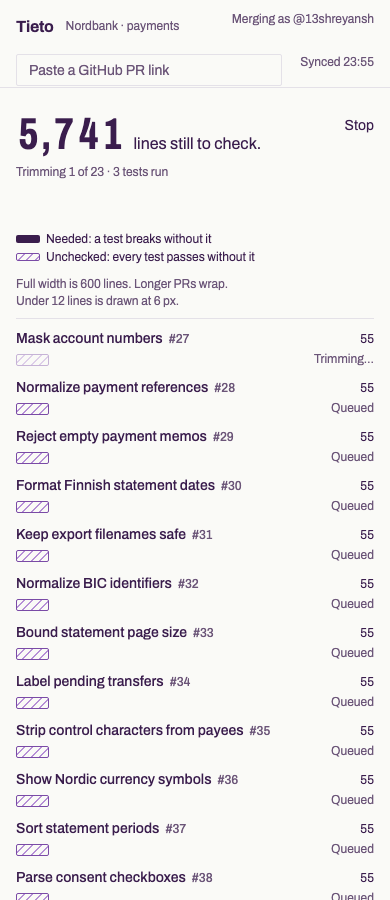 Tieto Nordbank · payments Merging as @13shreyansh
Paste a GitHub PR link Synced 23:55
5,741 lines still to check. Stop
Trimming 1 of 23 · 3 tests run
Needed: a test breaks without it
Unchecked: every test passes without it
Full width is 600 lines. Longer PRs wrap.
Under 12 lines is drawn at 6 px.
Mask account numbers #27 55
Trimming...
Normalize payment references #28 55
Queued
Reject empty payment memos #29 55
Queued
Format Finnish statement dates #30 55
Queued
Keep export filenames safe #31 55
Queued
Normalize BIC identifiers #32 55
Queued
Bound statement page size #33 55
Queued
Label pending transfers #34 55
Queued
Strip control characters from payees #35 55
Queued
Show Nordic currency symbols #36 55
Queued
Sort statement periods #37 55
Queued
Parse consent checkboxes #38 55
Queued